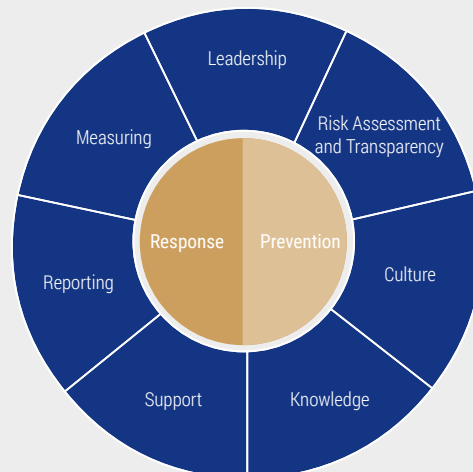 Leadership
Risk Assessment
and Transparency
Measuring
Response
Prevention
Culture
Reporting
Support
Knowledge